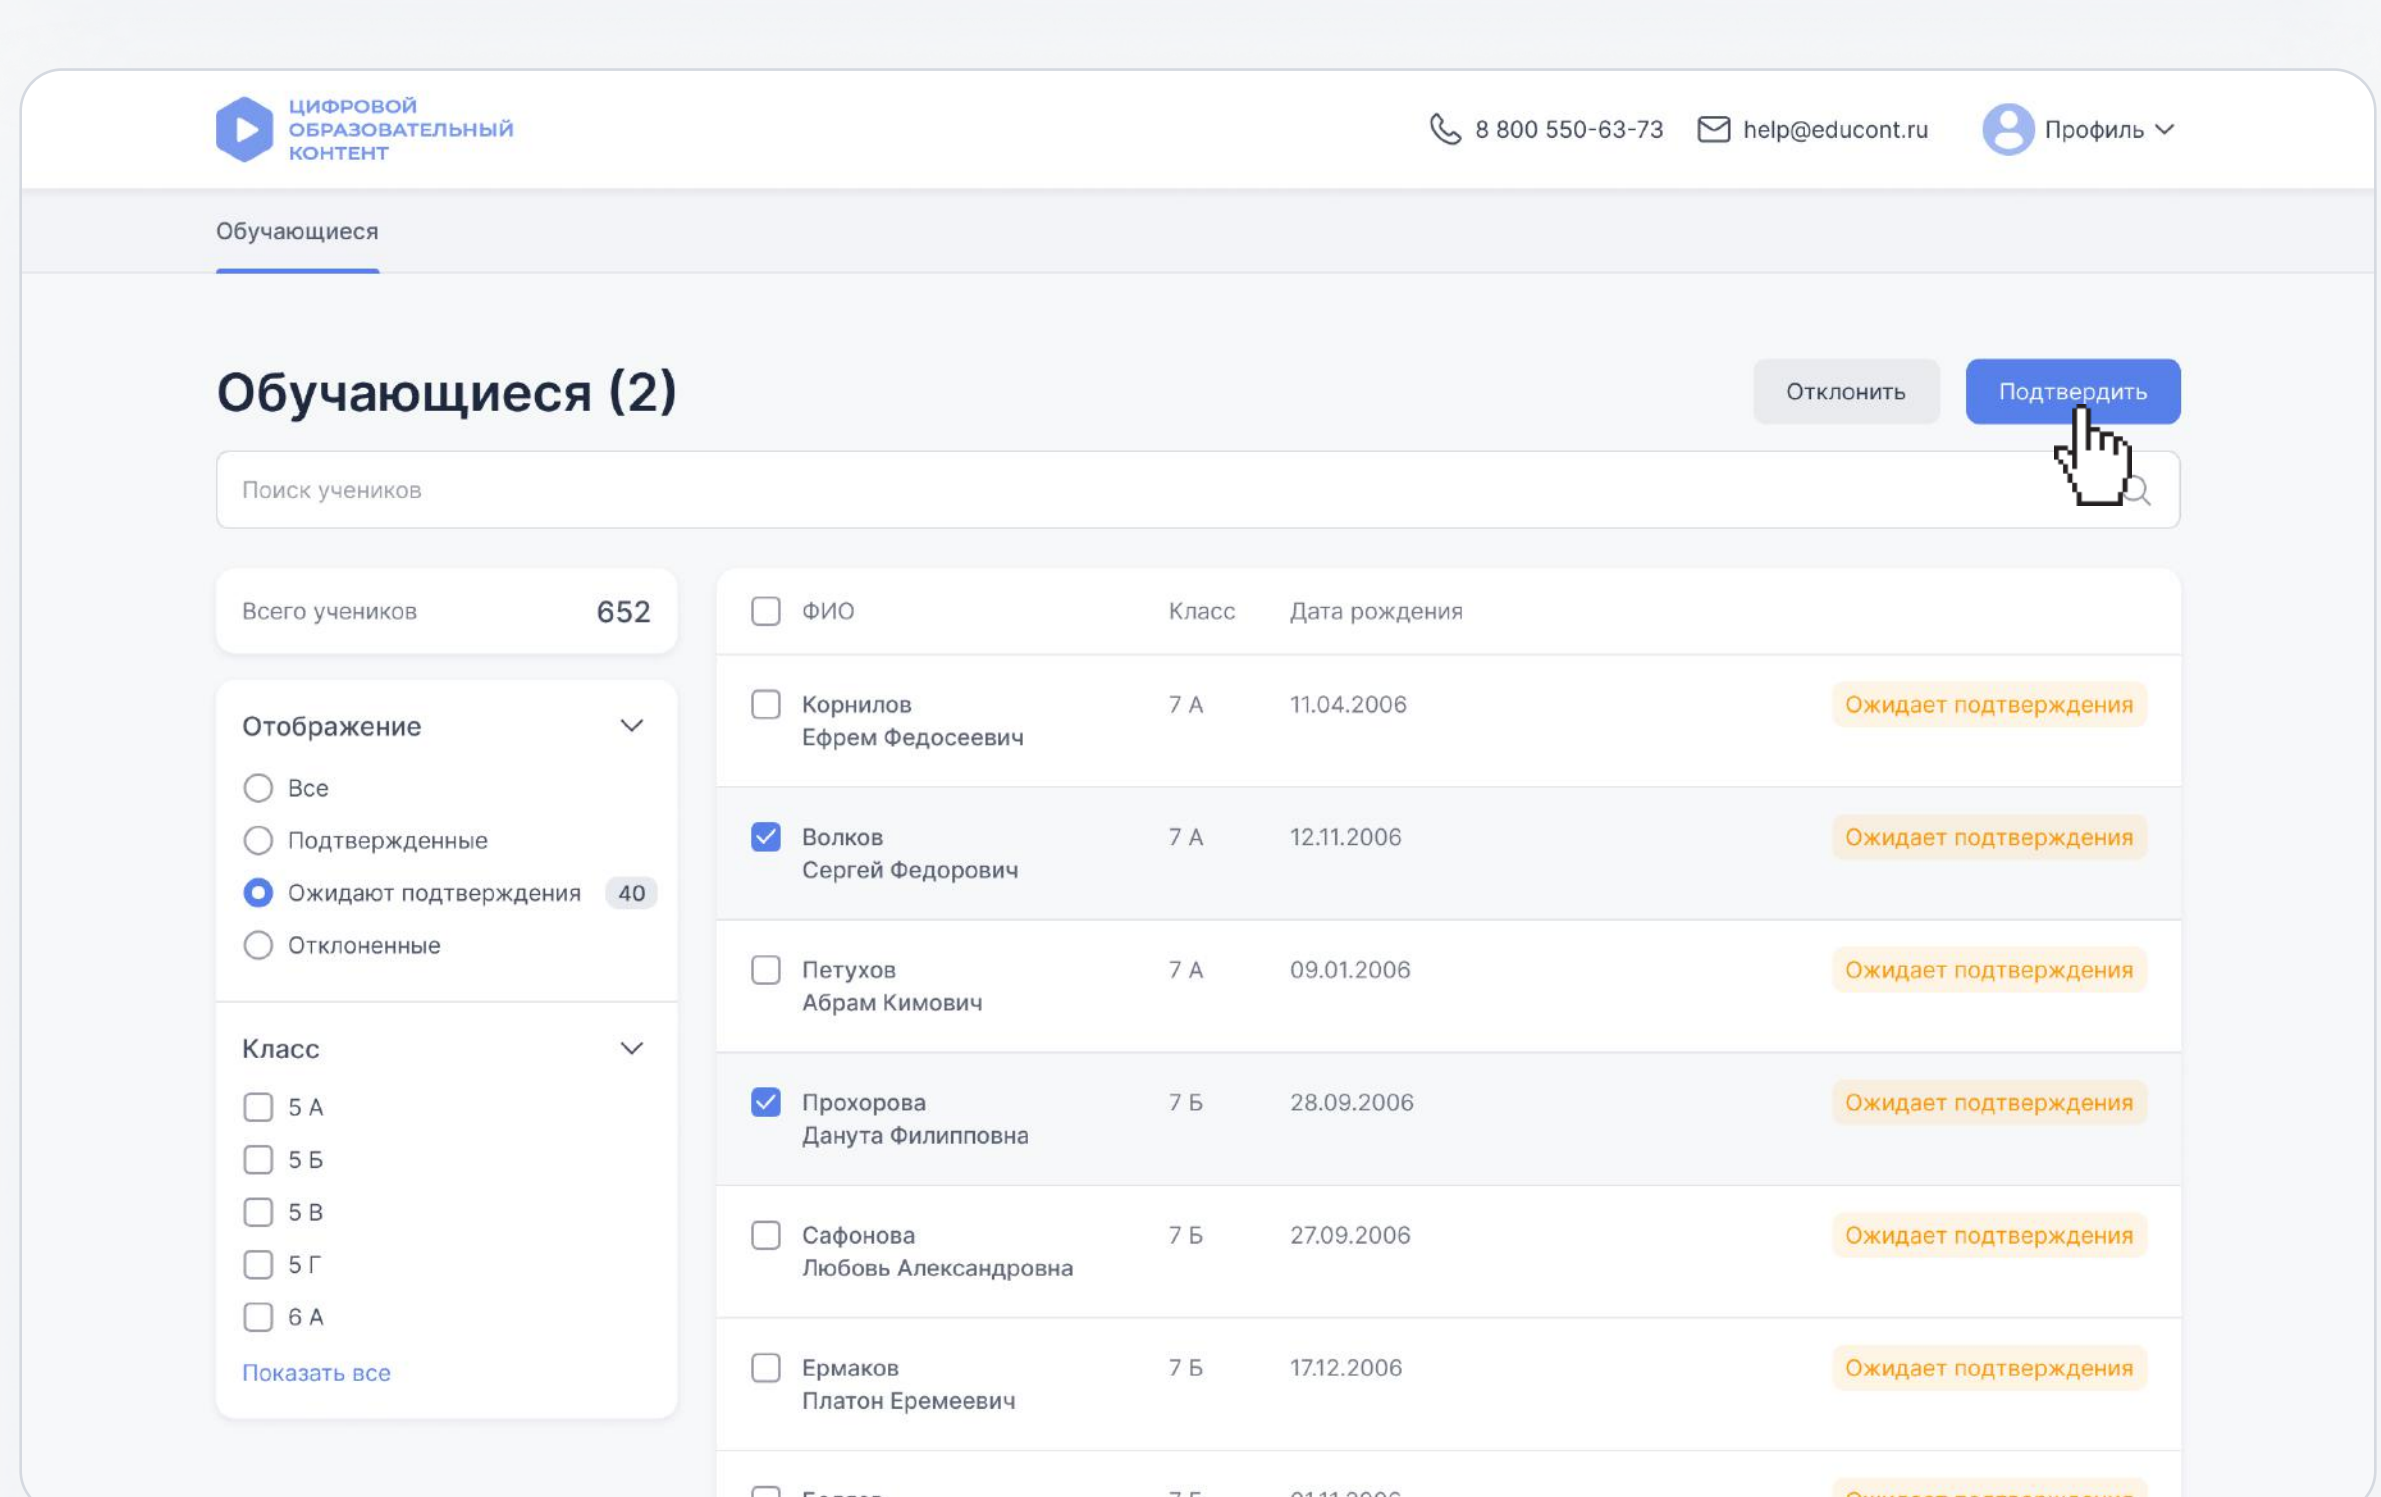 ЦИФРОВОЙ
ОБРАЗОВАТЕЛЬНЫЙ
КОНТЕНТ
8 800 550-63-73
help@educont.ru
Профиль
Обучающиеся
Обучающиеся (2)
Отклонить
Подтвердить
Поиск учеников
Всего учеников 652
Отображение
Все
Подтвержденные
Ожидают подтверждения 40
Отклоненные
Класс
5 А
5 Б
5 В
5 Г
6 А
Показать все
ФИО Класс Дата рождения
Корнилов 7 А 11.04.2006 Ожидает подтверждения
Ефрем Федосеевич
Волков 7 А 12.11.2006 Ожидает подтверждения
Сергей Федорович
Петухов 7 А 09.01.2006 Ожидает подтверждения
Абрам Кимович
Прохорова 7 Б 28.09.2006 Ожидает подтверждения
Данута Филипповна
Сафонова 7 Б 27.09.2006 Ожидает подтверждения
Любовь Александровна
Ермаков 7 Б 17.12.2006 Ожидает подтверждения
Платон Еремеевич